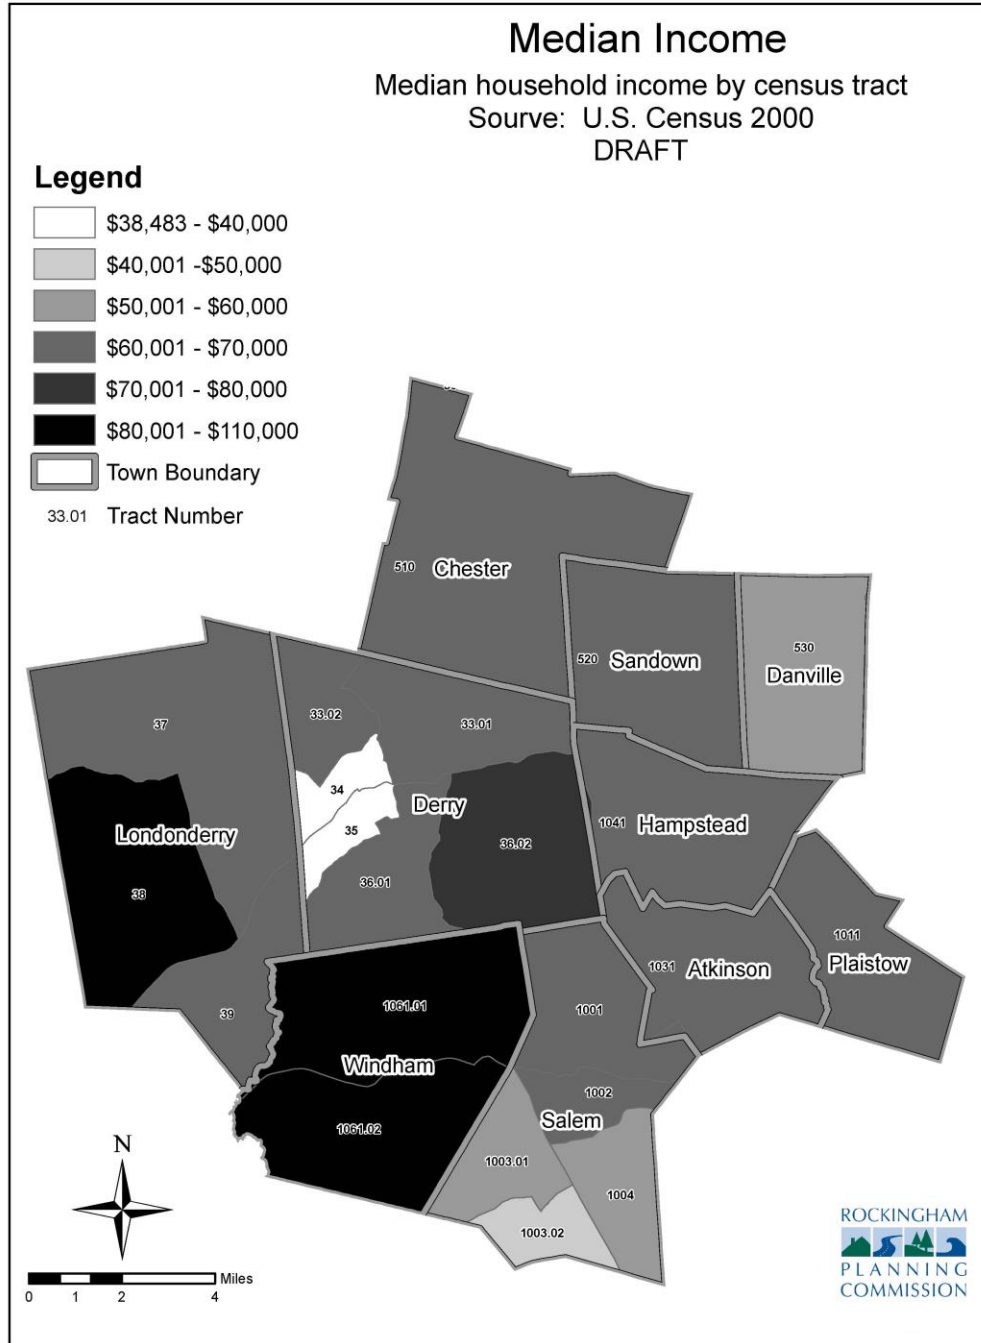 Median Income
Median household income by census tract
Sourve: U.S. Census 2000
DRAFT
Legend
$38,483 - $40,000
$40,001 -$50,000
$50,001 - $60,000
$60,001 - $70,000
$70,001 - $80,000
$80,001 - $110,000
Town Boundary
33.01 Tract Number
510 Chester
520 Sandown
530
Danville
37
33.02
33.01
34
Derry
35
Londonderry
36.02
1041 Hampstead
36.01
38
1011
Plaistow
1031 Atkinson
39
1061.01
1001
Windham
1002
Salem
1061.02
1003.01
1004
1003.02
N
Miles
0 1 2 4
ROCKINGHAM
PLANNING
COMMISSION